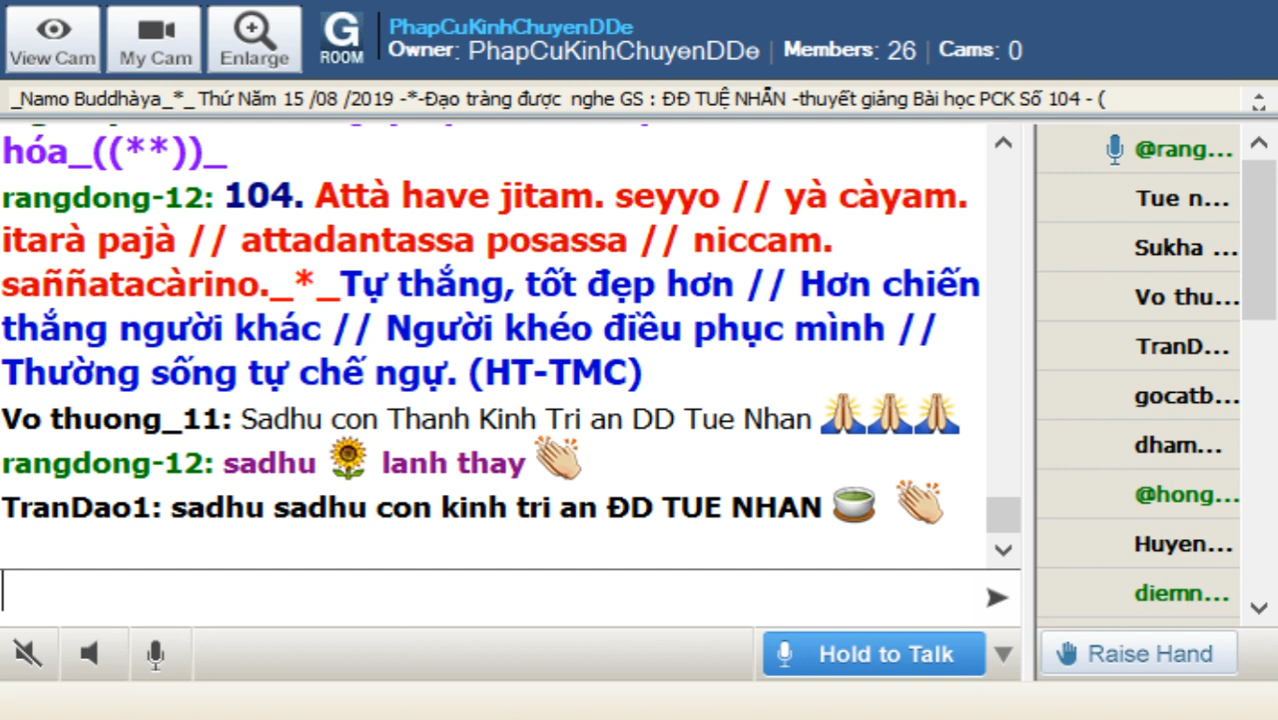 View Cam
My Cam
Enlarge
G
ROOM
PhapCuKinhChuyenDDe
Owner: PhapCuKinhChuyenDDe | Members: 26 | Cams: 0
_Namo Buddhàya_*_ Thứ Năm 15 /08 /2019 -*-Đạo tràng được nghe GS : ĐĐ TUỆ NHẪN -thuyết giảng Bài học PCK Số 104 - (
hóa_((**))_
rangdong-12: 104. Attà have jitam. seyyo // yà càyam.
itarà pajà // attadantassa posassa // niccam.
saññatacàrino._*_Tự thắng, tốt đẹp hơn // Hơn chiến
thắng người khác // Người khéo điều phục mình //
Thường sống tự chế ngự. (HT-TMC)
Vo thuong_11: Sadhu con Thanh Kinh Tri an DD Tue Nhan 🙏🙏🙏
rangdong-12: sadhu 🌻 lanh thay 👏
TranDao1: sadhu sadhu con kinh tri an ĐD TUE NHAN 🍵 👏
@rang...
Tue n...
Sukha ...
Vo thu...
TranD...
gocatb...
dham...
@hong...
Huyen...
diemn...
Hold to Talk
Raise Hand